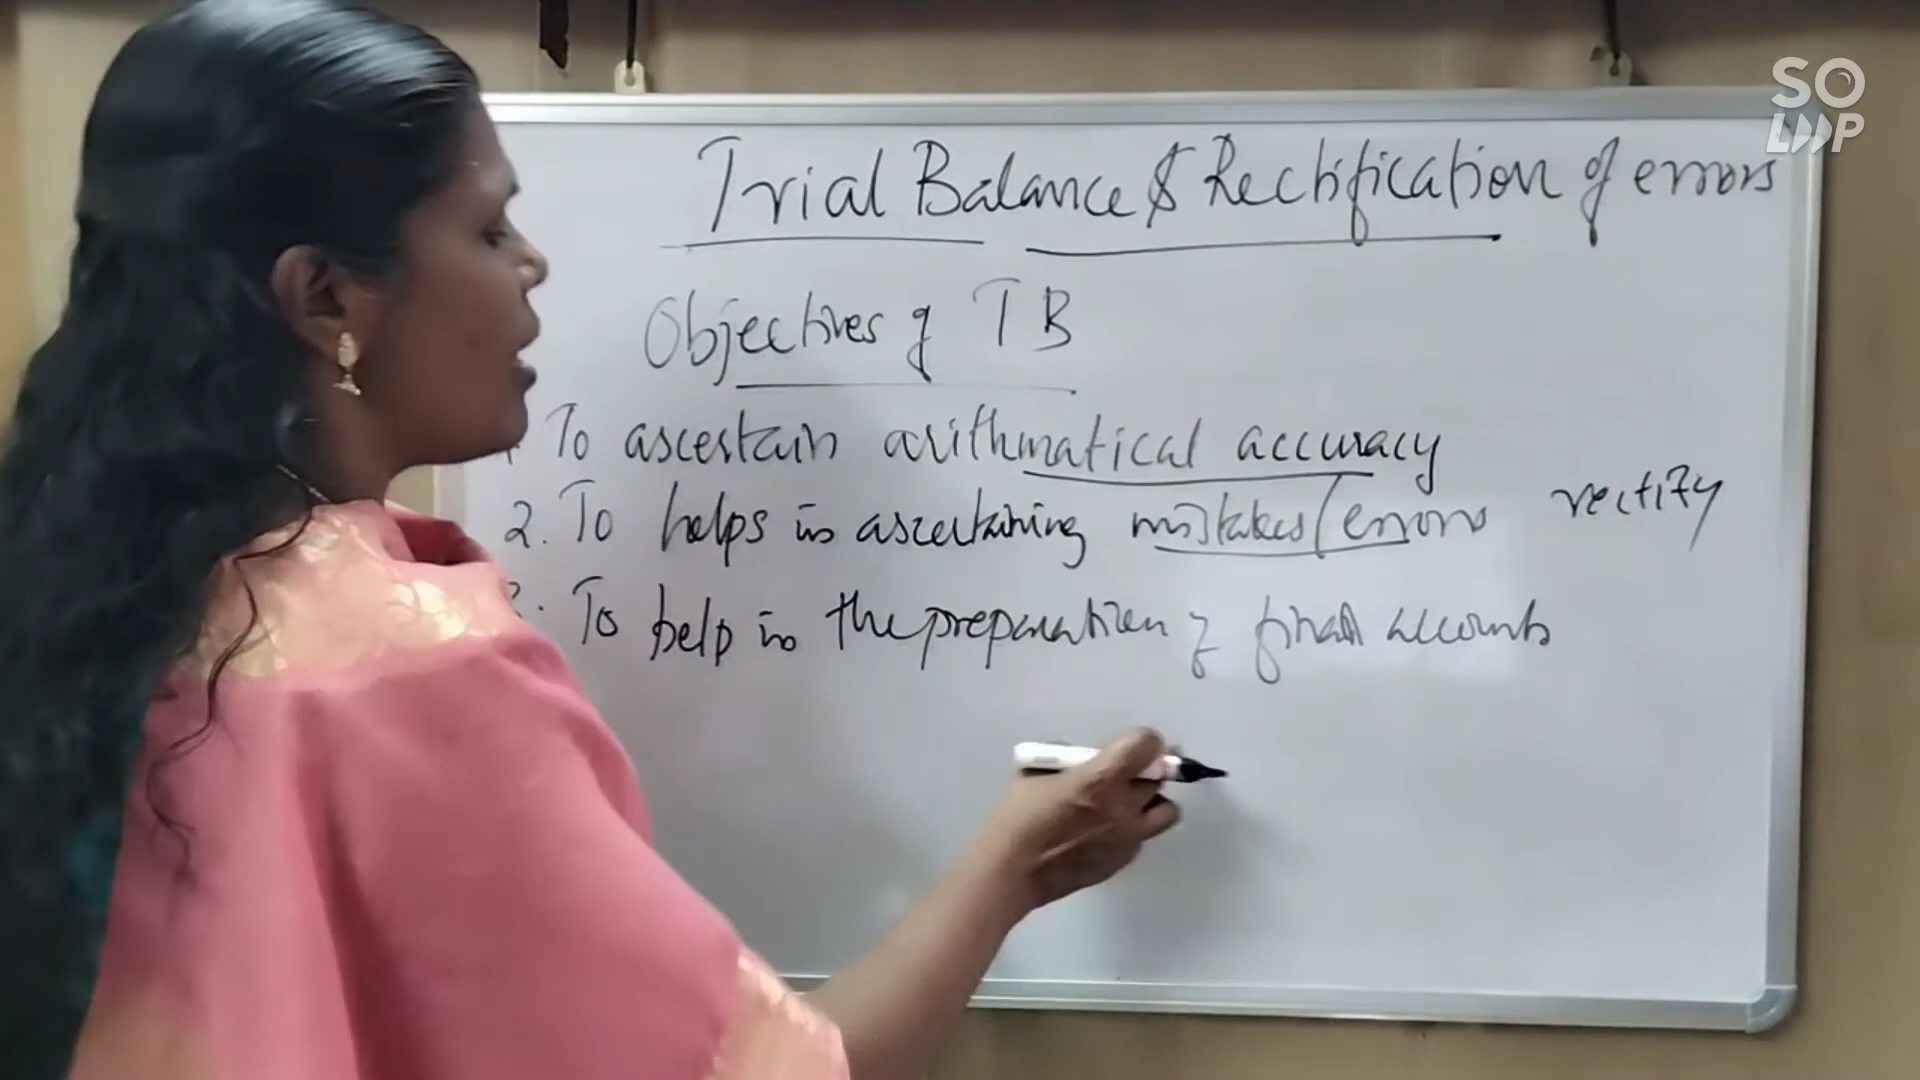 SO
LOOP
Trial Balance & Rectification of errors
Objectives of TB
To ascertain arithmatical accuracy
2. To helps in ascertaining mistakes/errors rectify
To help in the preparation of final accounts